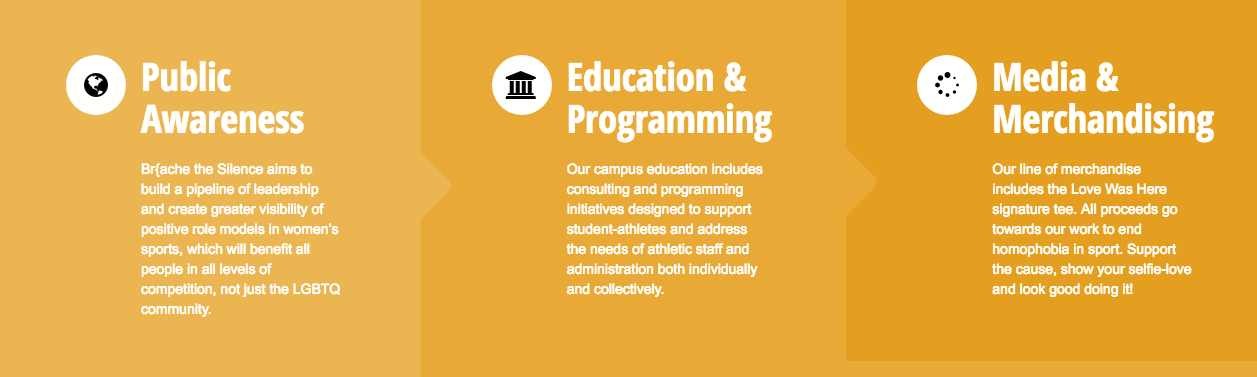 Public
Awareness
Br{ache the Silence aims to
build a pipeline of leadership
and create greater visibility of
positive role models in women's
sports, which will benefit all
people in all levels of
competition, not just the LGBTQ
community.
Education &
Programming
Our campus education includes
consulting and programming
initiatives designed to support
student-athletes and address
the needs of athletic staff and
administration both individually
and collectively.
Media &
Merchandising
Our line of merchandise
includes the Love Was Here
signature tee. All proceeds go
towards our work to end
homophobia in sport. Support
the cause, show your selfie-love
and look good doing it!